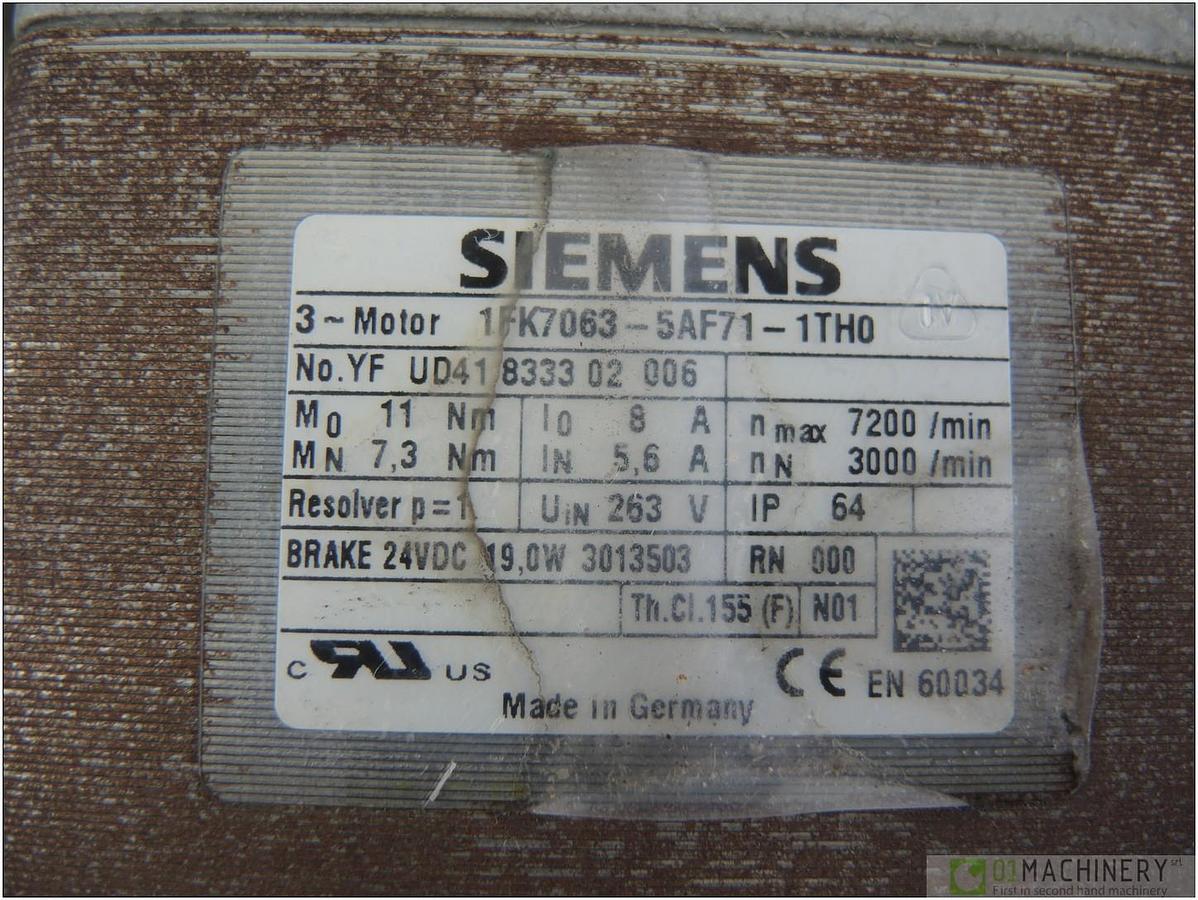 SIEMENS
3~Motor 1FK7063-5AF71-1TH0
No.YF UD41 8333 02 006
M0 11 Nm I0 8 A nmax 7200 /min
MN 7,3 Nm IN 5,6 A nN 3000 /min
Resolver p=1 UiN 263 V IP 64
BRAKE 24VDC 19,0W 3013503 RN 000
Th.Cl.155 (F) N01
C RU US CE EN 60034
Made in Germany
01MACHINERY srl
First in second hand machinery